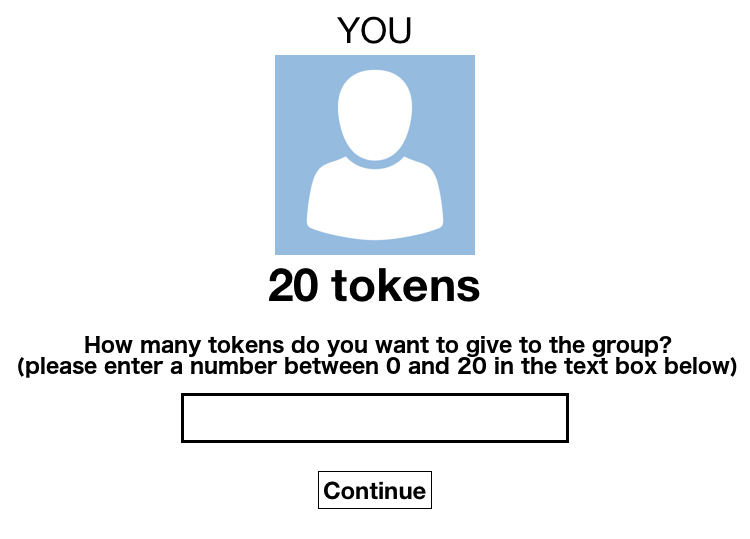 YOU
20 tokens
How many tokens do you want to give to the group?
(please enter a number between 0 and 20 in the text box below)
Continue